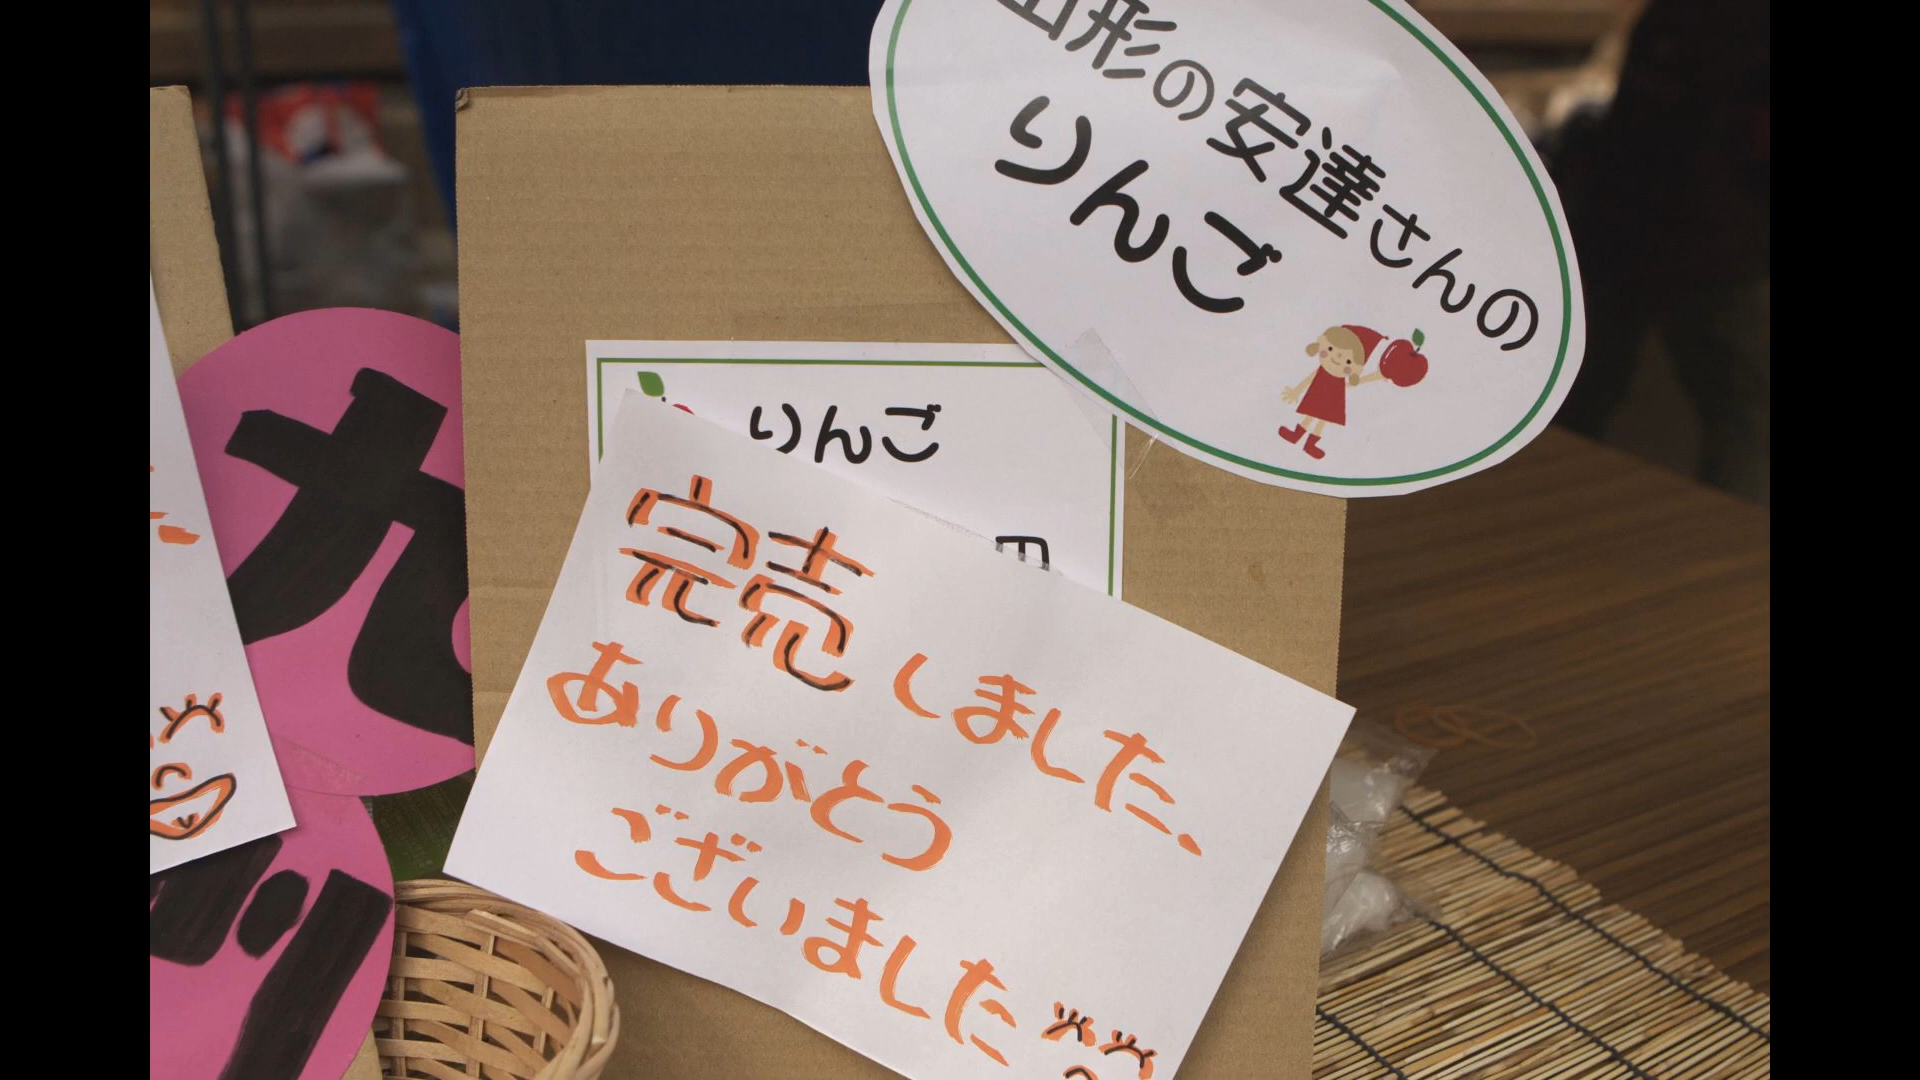 山形の安達さんの
りんご
りんご
円
完売しました、
ありがとう
ございました